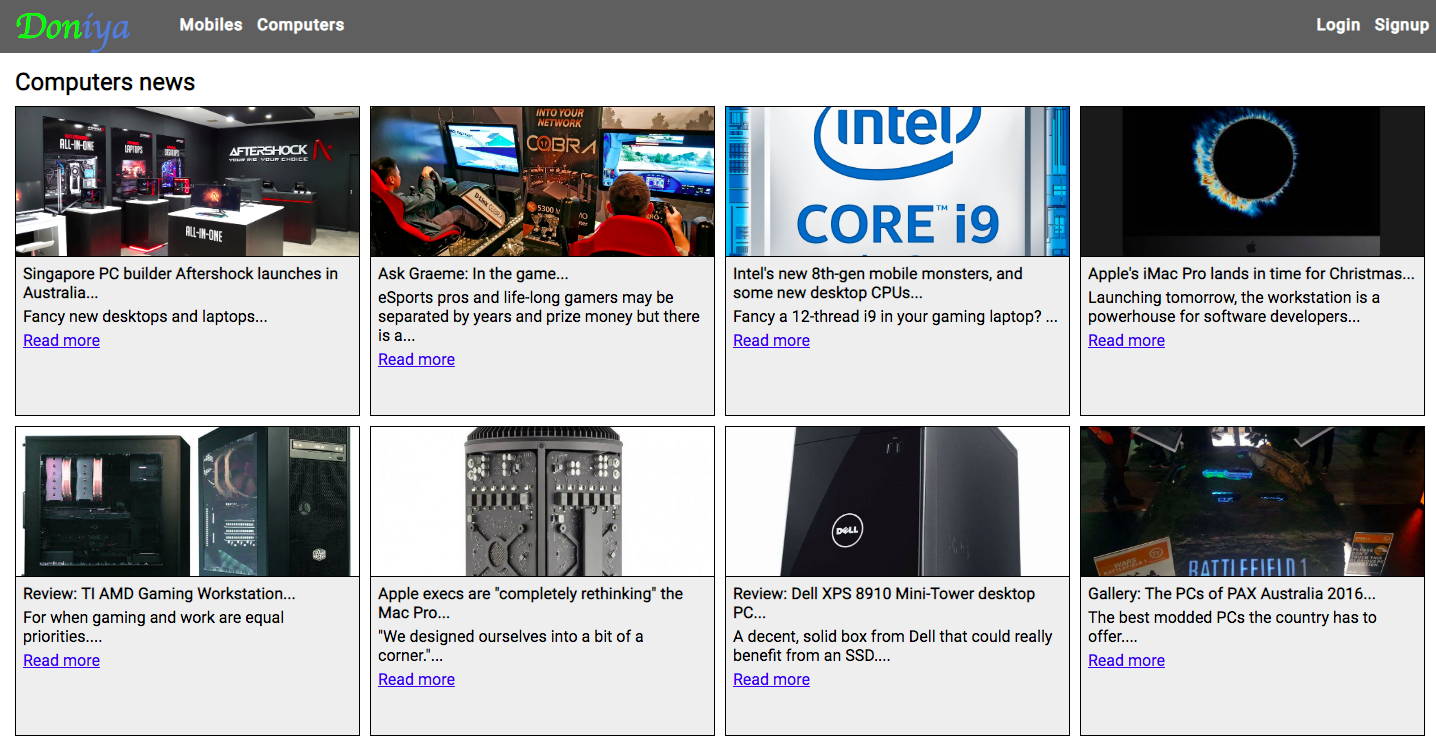 Doniya
Mobiles
Computers
Login
Signup
Computers news
ALL-IN-ONE
LAPTOPS
DESKTOPS
AFTERSHOCK
YOUR RIG YOUR CHOICE
ALL-IN-ONE
Singapore PC builder Aftershock launches in
Australia...
Fancy new desktops and laptops...
Read more
INTO YOUR
NETWORK
COBRA
D-Link
Ask Graeme: In the game...
eSports pros and life-long gamers may be
separated by years and prize money but there
is a...
Read more
intel
CORE™ i9
Intel's new 8th-gen mobile monsters, and
some new desktop CPUs...
Fancy a 12-thread i9 in your gaming laptop? ...
Read more
Apple's iMac Pro lands in time for Christmas...
Launching tomorrow, the workstation is a
powerhouse for software developers...
Read more
Review: TI AMD Gaming Workstation...
For when gaming and work are equal
priorities....
Read more
Apple execs are "completely rethinking" the
Mac Pro...
"We designed ourselves into a bit of a
corner."...
Read more
DELL
Review: Dell XPS 8910 Mini-Tower desktop
PC...
A decent, solid box from Dell that could really
benefit from an SSD....
Read more
WARS
BATTLEFIELD 1
BATTLEFIELD 1
Gallery: The PCs of PAX Australia 2016...
The best modded PCs the country has to
offer....
Read more